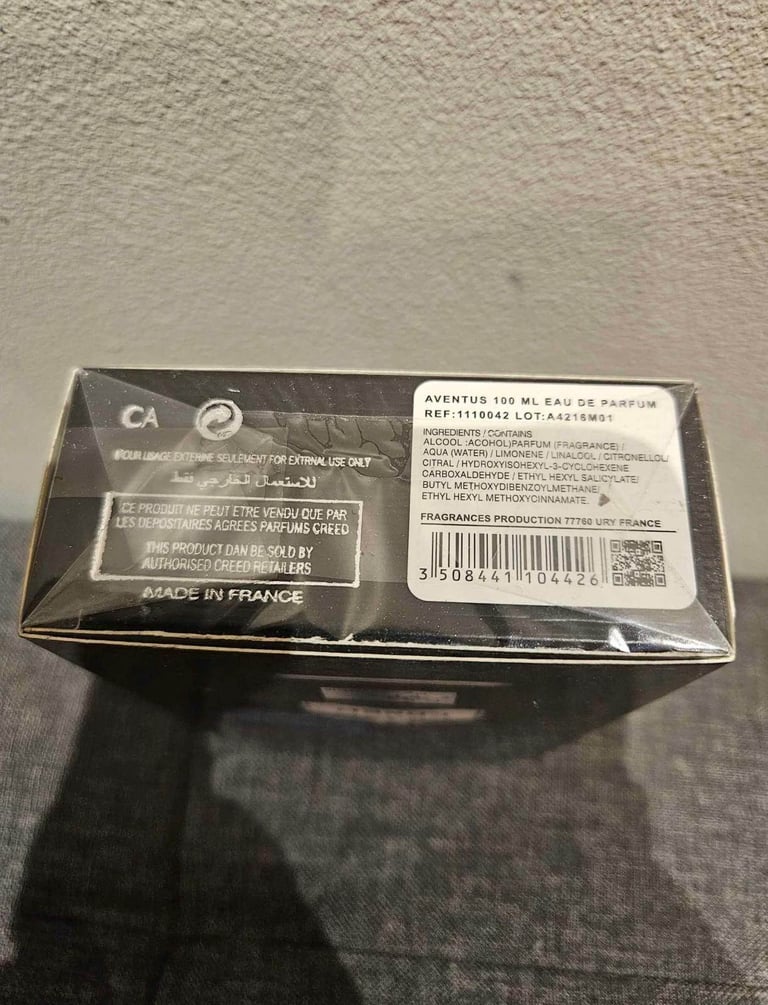 CA
POUR USAGE EXTERINE SEULEMENT FOR EXTRNAL USE ONLY
للاستعمال الخارجي فقط
CE PRODUIT NE PEUT ETRE VENDU QUE PAR
LES DEPOSITAIRES AGREES PARFUMS CREED
THIS PRODUCT DAN BE SOLD BY
AUTHORISED CREED RETAILERS
MADE IN FRANCE
AVENTUS 100 ML EAU DE PARFUM
REF:1110042 LOT:A4216M01
INGREDIENTS / CONTAINS
ALCOOL :ACOHOL)PARFUM (FRAGRANCE) /
AQUA (WATER) / LIMONENE / LINALOOL / CITRONELLOL/
CITRAL / HYDROXYISOHEXYL-3-CYCLOHEXENE
CARBOXALDEHYDE / ETHYL HEXYL SALICYLATE/
BUTYL METHOXYDIBENZOYLMETHANE/
ETHYL HEXYL METHOXYCINNAMATE.
FRAGRANCES PRODUCTION 77760 URY FRANCE
3 508441 104426